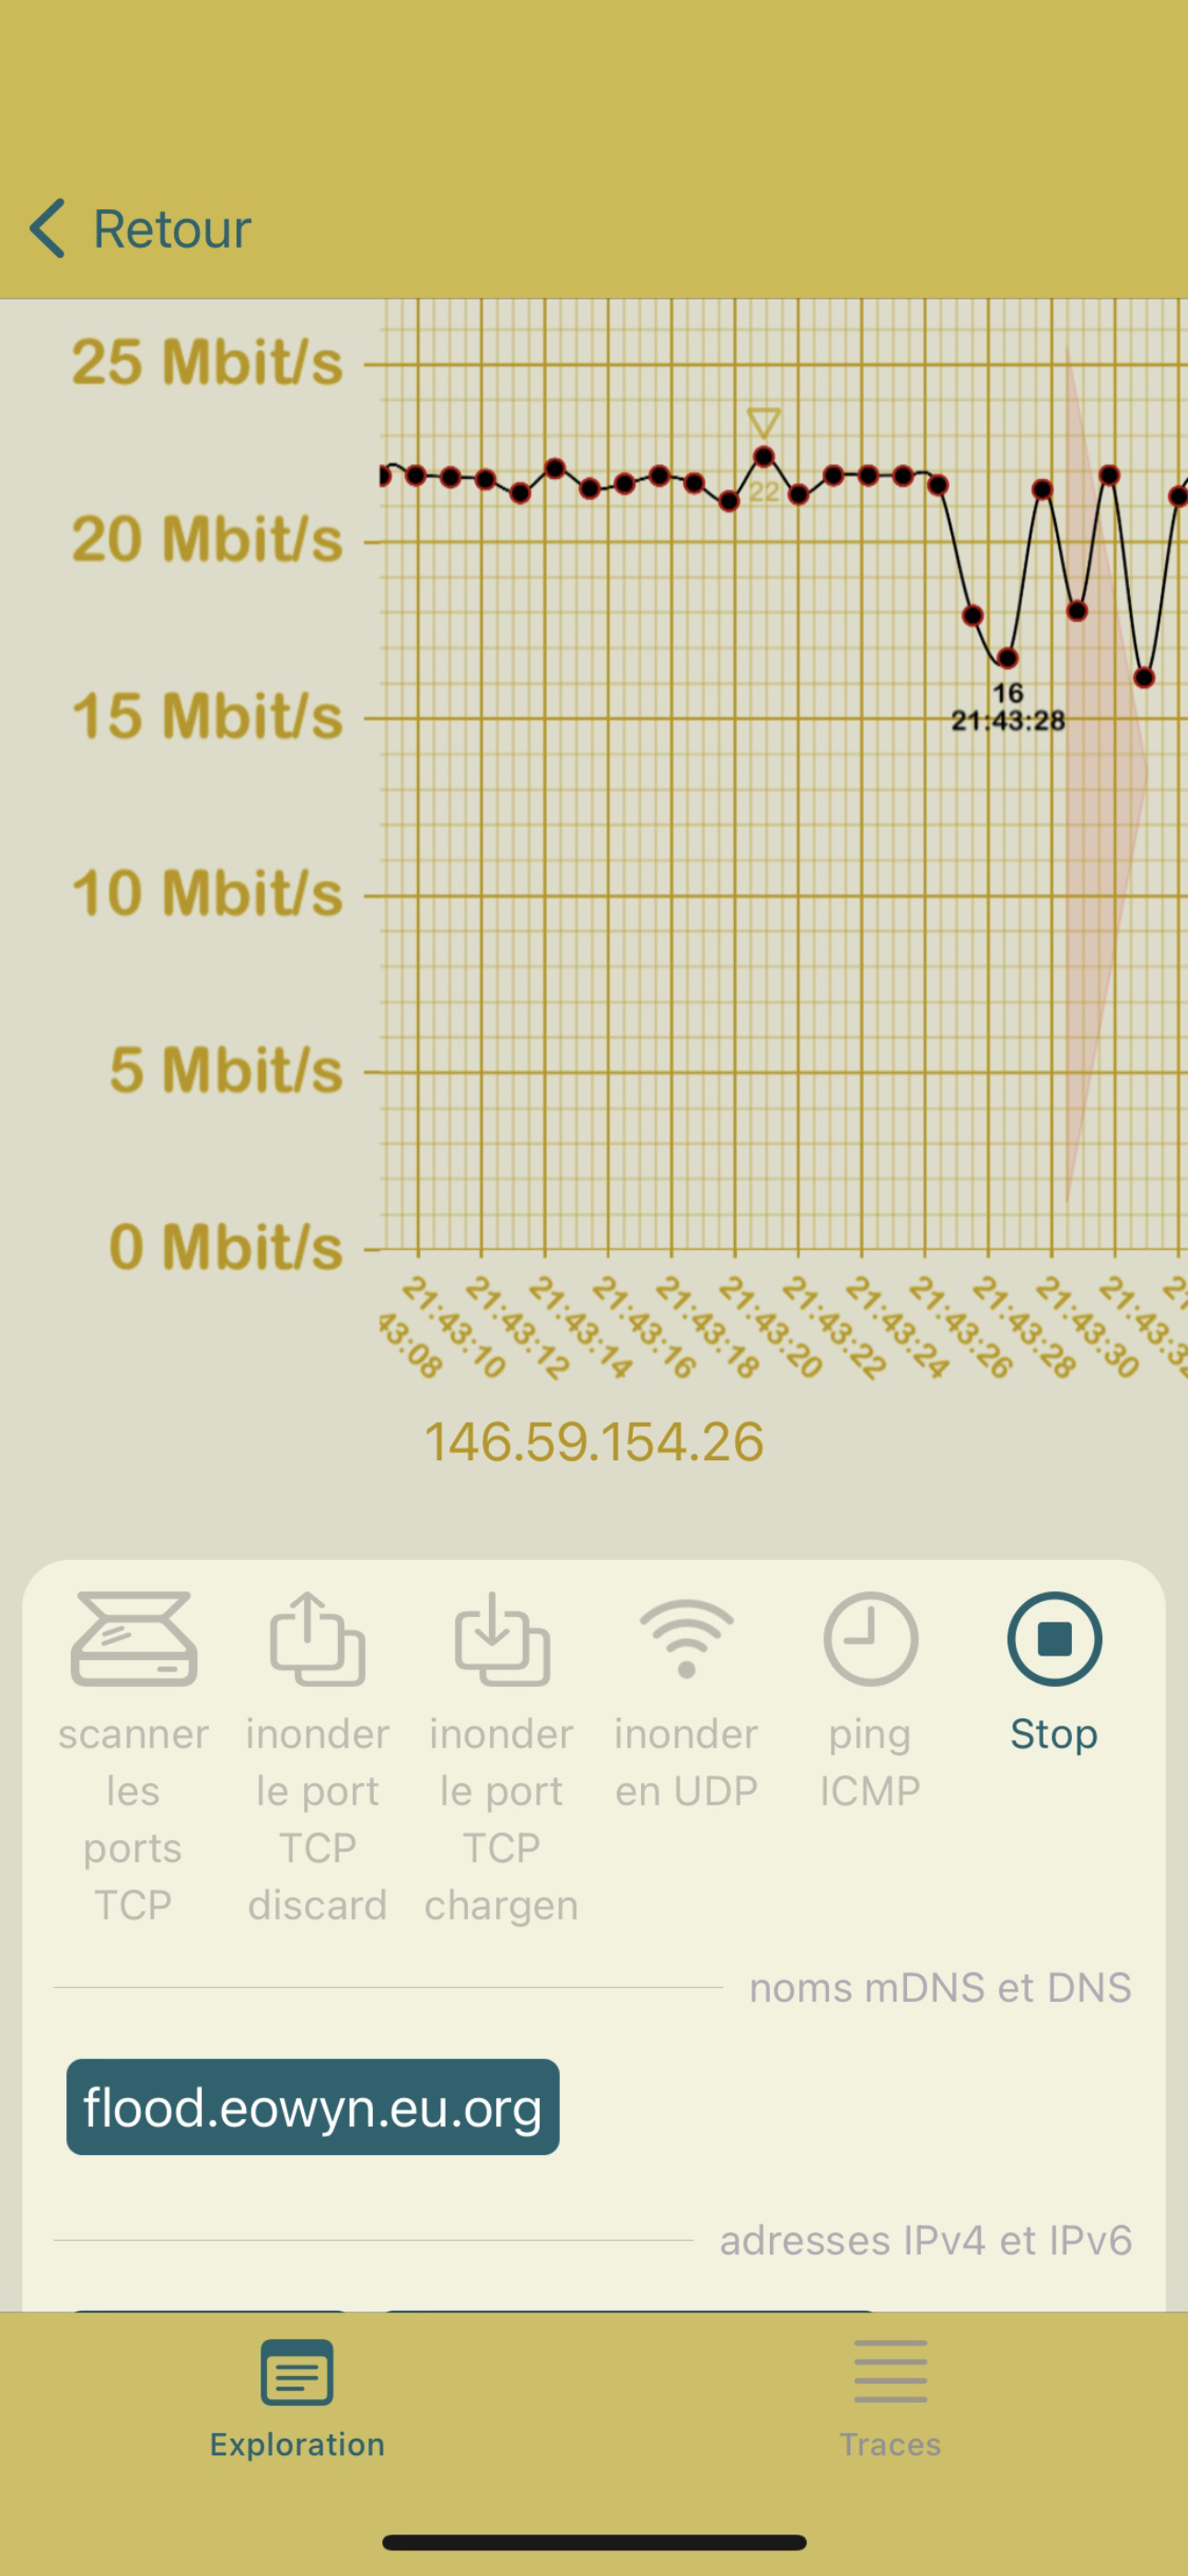 Retour
25 Mbit/s
20 Mbit/s
15 Mbit/s
10 Mbit/s
5 Mbit/s
0 Mbit/s
22
16
21:43:28
43:08
21:43:10
21:43:12
21:43:14
21:43:16
21:43:18
21:43:20
21:43:22
21:43:24
21:43:26
21:43:28
21:43:30
146.59.154.26
scanner
les
ports
TCP
inonder
le port
TCP
discard
inonder
le port
TCP
chargen
inonder
en UDP
ping
ICMP
Stop
noms mDNS et DNS
flood.eowyn.eu.org
adresses IPv4 et IPv6
Exploration
Traces